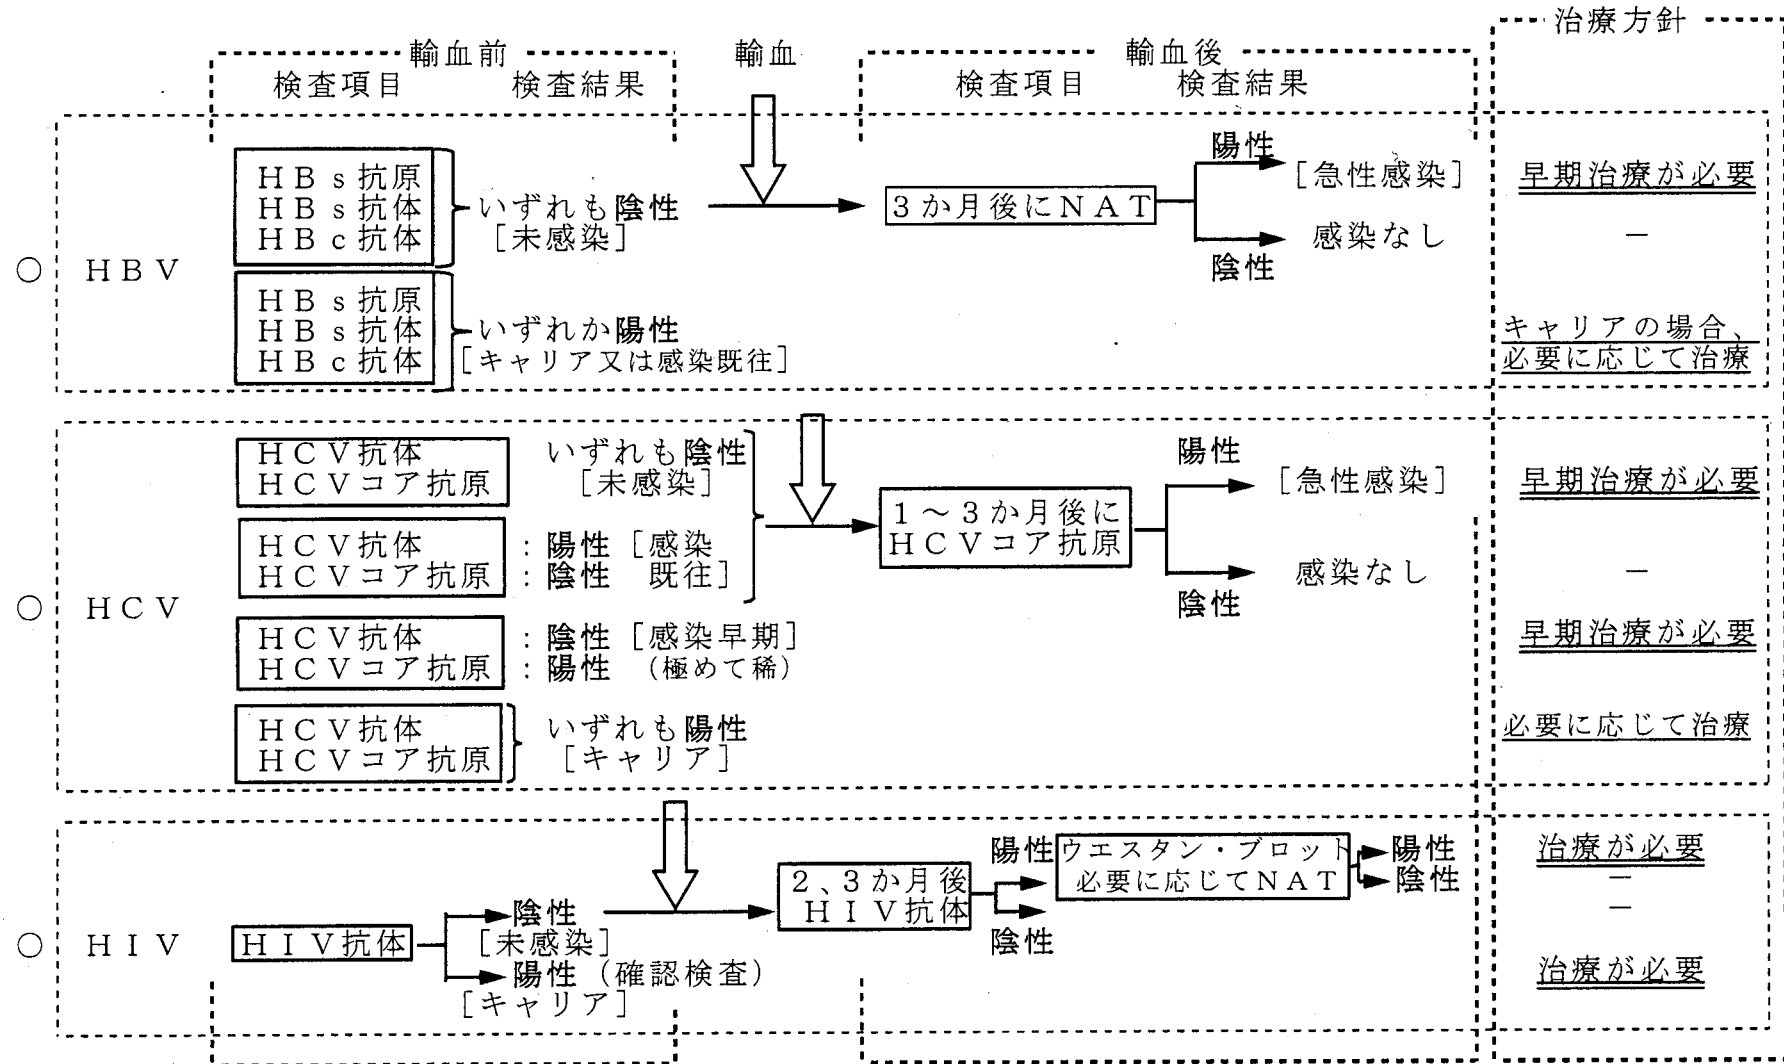 治療方針
輸血前 輸血 輸血後
検査項目 検査結果 検査項目 検査結果
○ HBV
HBs抗原
HBs抗体
HBc抗体
いずれも陰性
[未感染]
3か月後にNAT
陽性
[急性感染]
早期治療が必要
感染なし
陰性
−
HBs抗原
HBs抗体
HBc抗体
いずれか陽性
[キャリア又は感染既往]
キャリアの場合、
必要に応じて治療
○ HCV
HCV抗体
HCVコア抗原
いずれも陰性
[未感染]
HCV抗体 :陽性 [感染
HCVコア抗原 :陰性 既往]
1~3か月後に
HCVコア抗原
陽性
[急性感染]
早期治療が必要
感染なし
陰性
−
HCV抗体 :陰性 [感染早期]
HCVコア抗原 :陽性 (極めて稀)
早期治療が必要
HCV抗体
HCVコア抗原
いずれも陽性
[キャリア]
必要に応じて治療
○ HIV
HIV抗体
陰性
[未感染]
陽性(確認検査)
[キャリア]
2、3か月後
HIV抗体
陽性
陰性
ウエスタン・ブロット
必要に応じてNAT
陽性
陰性
治療が必要
−
−
治療が必要